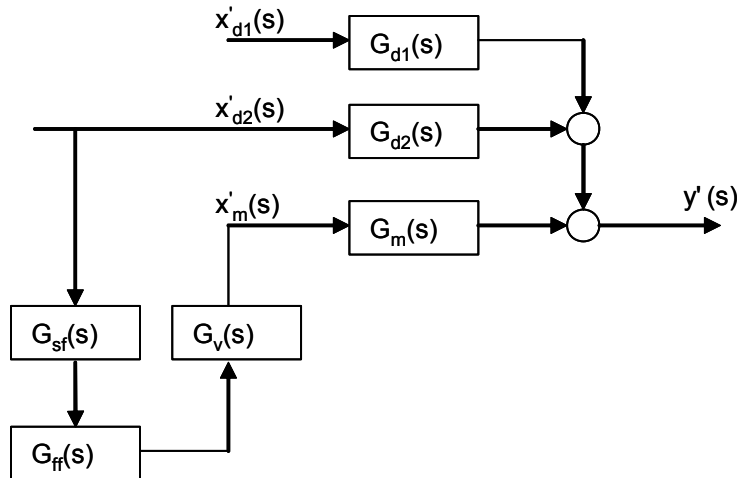 x'd1(s)
Gd1(s)
x'd2(s)
Gd2(s)
x'm(s)
Gm(s)
y' (s)
Gsf(s)
Gv(s)
Gff(s)